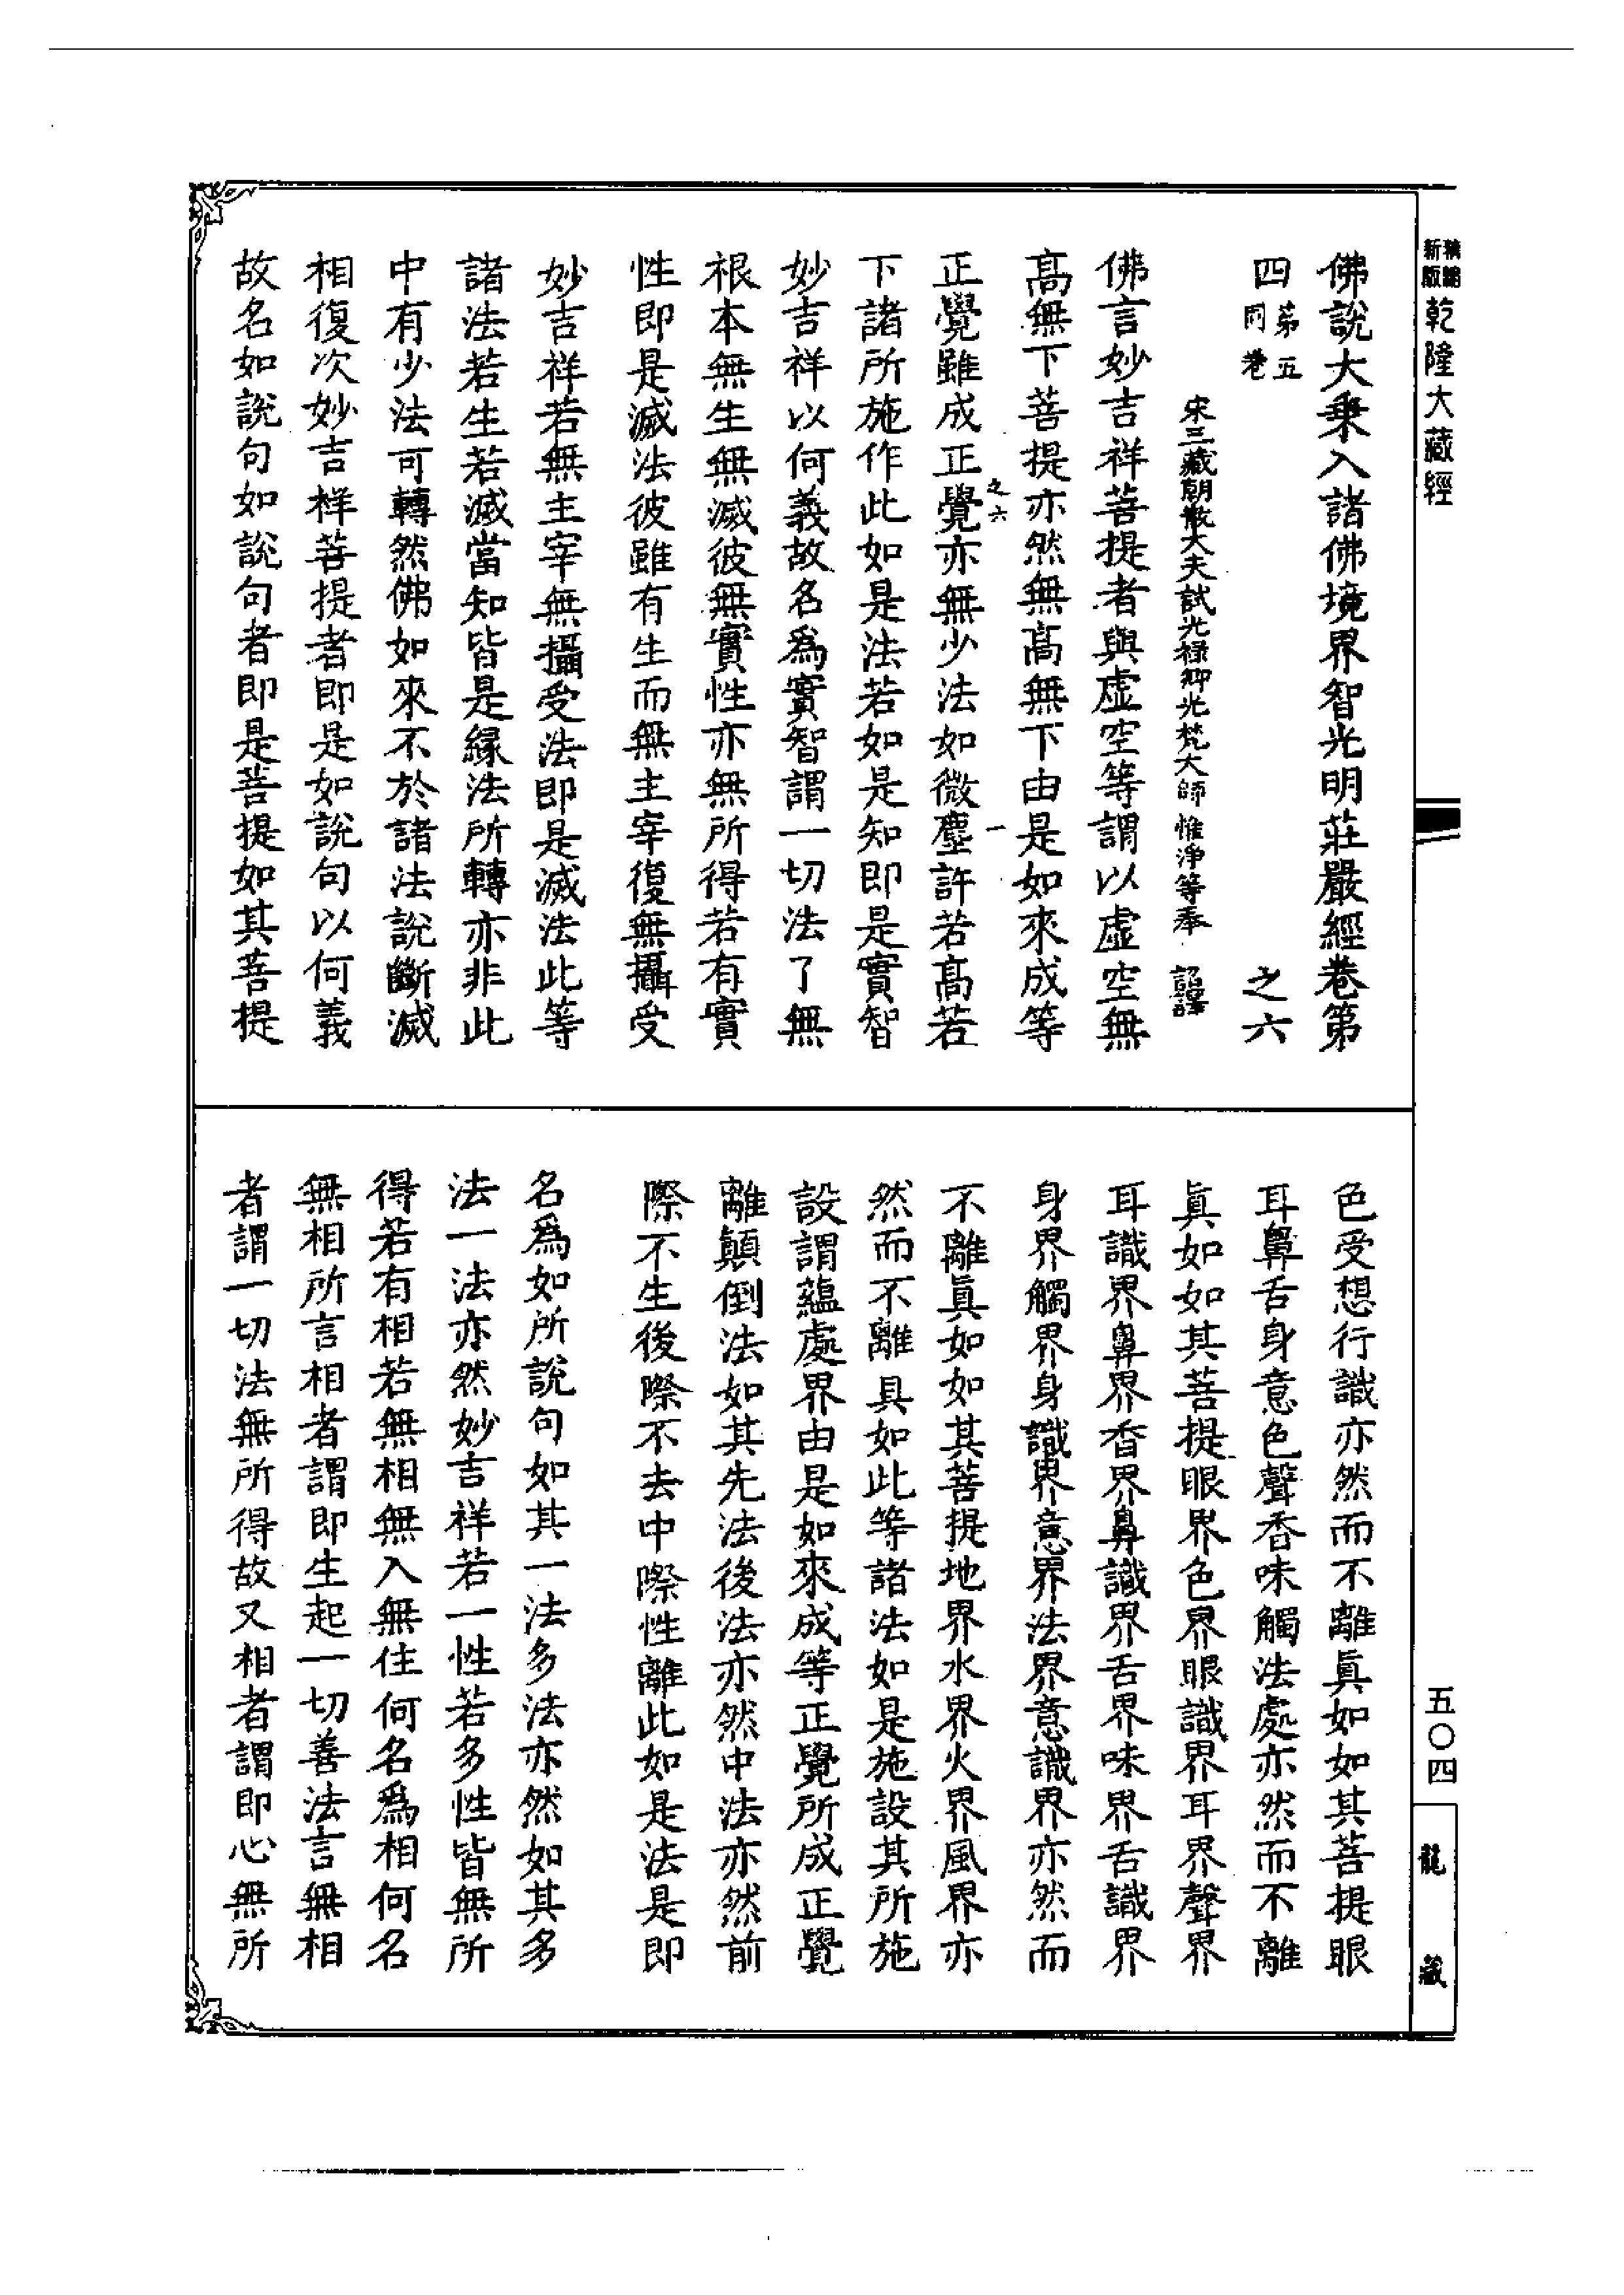 新編新版乾隆大藏經
佛說大乗入諸佛境界智光明莊嚴經卷第
四第五同卷 之六
宋三藏朝散大夫試光祿卿光梵大師惟淨等奉 詔譯
佛言妙吉祥菩提者與虛空等謂以虛空無
髙無下菩提亦然無髙無下由是如來成等
正覺雖成正覺亦無少法如微塵許若髙若
之六 一
下諸所施作此如是法若如是知即是實智
妙吉祥以何義故名爲實智謂一切法了無
根本無生無滅彼無實性亦無所得若有實
性即是滅法彼雖有生而無主宰復無攝受
妙吉祥若無主宰無攝受法即是滅法此等
諸法若生若滅當知皆是緣法所轉亦非此
中有少法可轉然佛如來不於諸法說斷滅
相復次妙吉祥菩提者即是如說句以何義
故名如說句如說句者即是菩提如其菩提
色受想行識亦然而不離眞如如其菩提眼
耳鼻舌身意色聲香味觸法處亦然而不離
眞如如其菩提眼界色界眼識界耳界聲界
耳識界鼻界香界鼻識界舌界味界舌識界
身界觸界身識界意界法界意識界亦然而
不離眞如如其菩提地界水界火界風界亦
然而不離具如此等諸法如是施設其所施
設謂蘊處界由是如來成等正覺所成正覺
離顛倒法如其先法後法亦然中法亦然前
際不生後際不去中際性離此如是法是即
名爲如所說句如其一法多法亦然如其多
法一法亦然妙吉祥若一性若多性皆無所
得若有相若無相無入無住何名爲相何名
無相所言相者謂即生起一切善法言無相
者謂一切法無所得故又相者謂即心無所
五〇四
龍藏